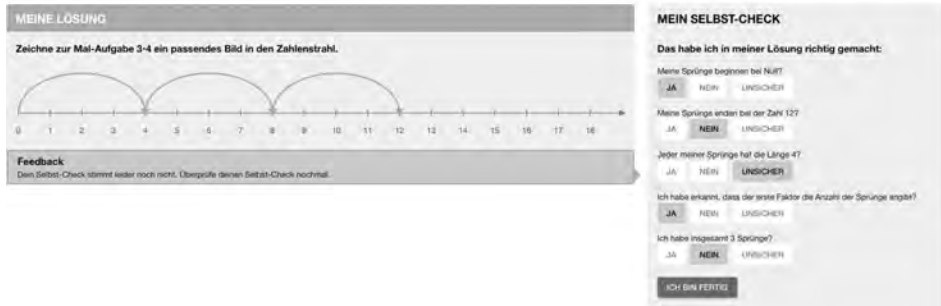 MEINE LÖSUNG
Zeichne zur Mal-Aufgabe 3·4 ein passendes Bild in den Zahlenstrahl.
0 1 2 3 4 5 6 7 8 9 10 11 12 13 14 15 16 17 18
Feedback
Dein Selbst-Check stimmt leider noch nicht. Überprüfe deinen Selbst-Check nochmal.
MEIN SELBST-CHECK
Das habe ich in meiner Lösung richtig gemacht:
Meine Sprünge beginnen bei Null?
JA NEIN UNSICHER
Meine Sprünge enden bei der Zahl 12?
JA NEIN UNSICHER
Jeder meiner Sprünge hat die Länge 4?
JA NEIN UNSICHER
Ich habe erkannt, dass der erste Faktor die Anzahl der Sprünge angibt?
JA NEIN UNSICHER
Ich habe insgesamt 3 Sprünge?
JA NEIN UNSICHER
ICH BIN FERTIG